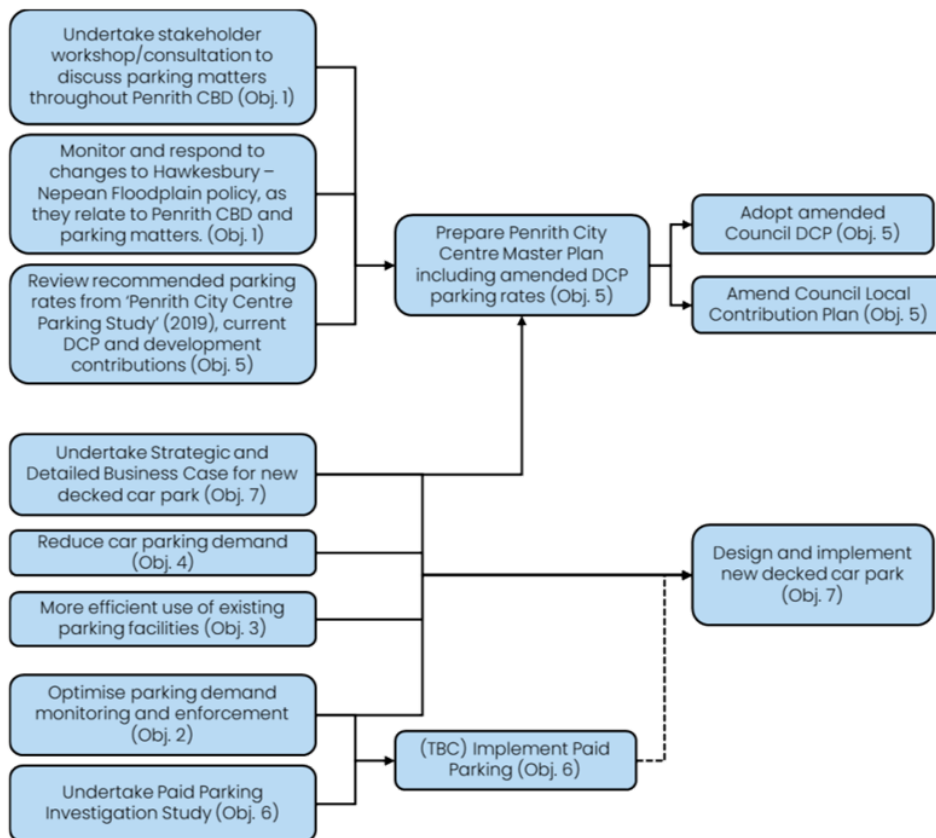 Undertake stakeholder
workshop/consultation to
discuss parking matters
throughout Penrith CBD (Obj. 1)
Monitor and respond to
changes to Hawkesbury –
Nepean Floodplain policy, as
they relate to Penrith CBD and
parking matters. (Obj. 1)
Review recommended parking
rates from ‘Penrith City Centre
Parking Study’ (2019), current
DCP and development
contributions (Obj. 5)
Prepare Penrith City
Centre Master Plan
including amended DCP
parking rates (Obj. 5)
Adopt amended
Council DCP (Obj. 5)
Amend Council Local
Contribution Plan (Obj. 5)
Undertake Strategic and
Detailed Business Case for new
decked car park (Obj. 7)
Reduce car parking demand
(Obj. 4)
More efficient use of existing
parking facilities (Obj. 3)
Optimise parking demand
monitoring and enforcement
(Obj. 2)
Undertake Paid Parking
Investigation Study (Obj. 6)
(TBC) Implement Paid
Parking (Obj. 6)
Design and implement
new decked car park
(Obj. 7)